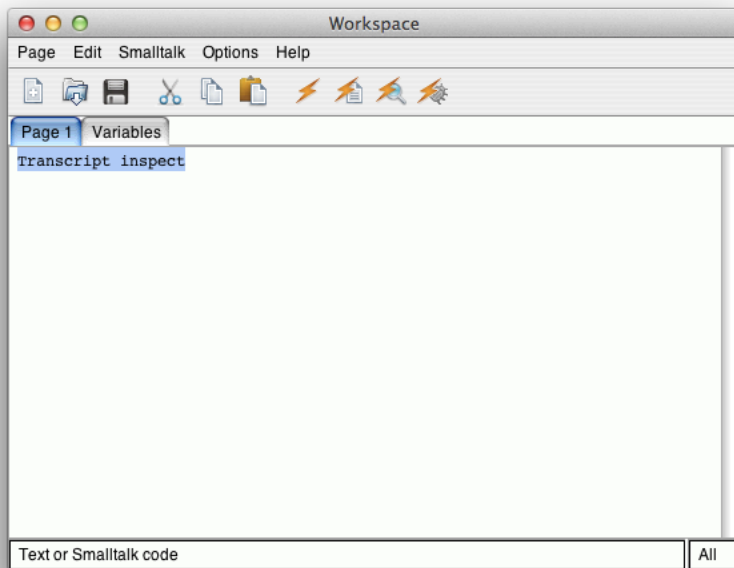 Workspace
Page Edit Smalltalk Options Help
Page 1 Variables
Transcript inspect
Text or Smalltalk code All